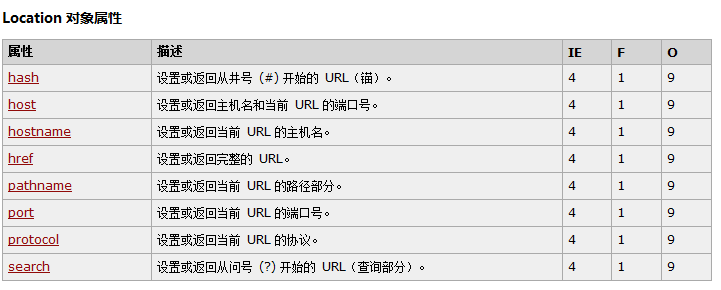 Location 对象属性
属性 描述 IE F O
hash 设置或返回从井号 (#) 开始的 URL（锚）。 4 1 9
host 设置或返回主机名和当前 URL 的端口号。 4 1 9
hostname 设置或返回当前 URL 的主机名。 4 1 9
href 设置或返回完整的 URL。 4 1 9
pathname 设置或返回当前 URL 的路径部分。 4 1 9
port 设置或返回当前 URL 的端口号。 4 1 9
protocol 设置或返回当前 URL 的协议。 4 1 9
search 设置或返回从问号 (?) 开始的 URL（查询部分）。 4 1 9